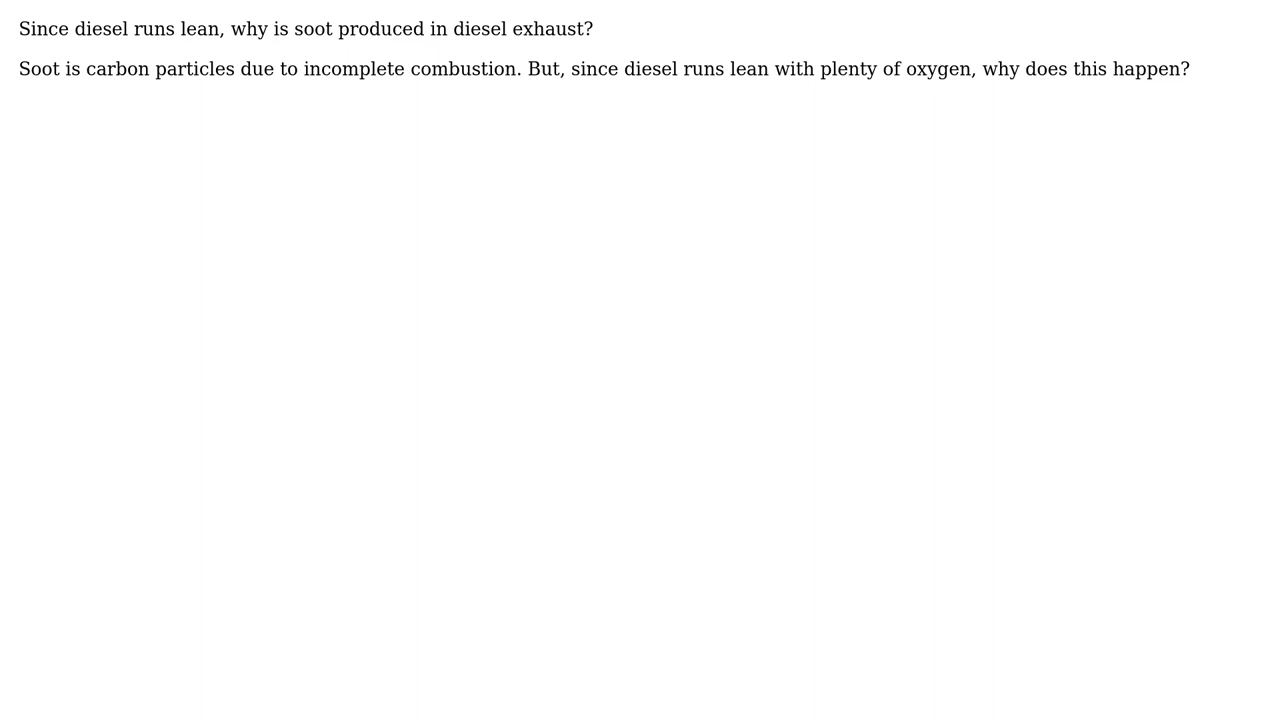 Since diesel runs lean, why is soot produced in diesel exhaust?
Soot is carbon particles due to incomplete combustion. But, since diesel runs lean with plenty of oxygen, why does this happen?